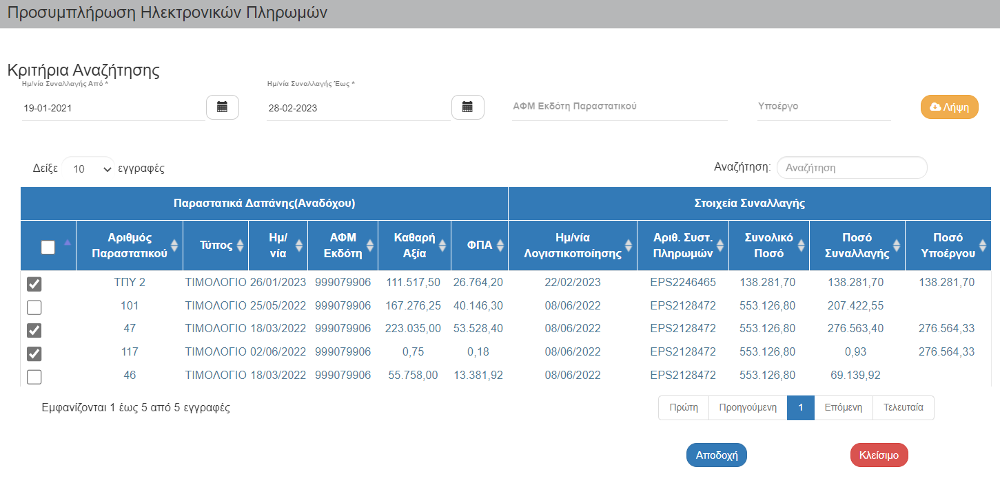 Προσυμπλήρωση Ηλεκτρονικών Πληρωμών
Κριτήρια Αναζήτησης
Ημ/νία Συναλλαγής Από * Ημ/νία Συναλλαγής Έως *
19-01-2021 28-02-2023 ΑΦΜ Εκδότη Παραστατικού Υποέργο Λήψη
Δείξε 10 εγγραφές Αναζήτηση: Αναζήτηση
Παραστατικά Δαπάνης(Αναδόχου) Στοιχεία Συναλλαγής
Αριθμός Παραστατικού Τύπος Ημ/νία ΑΦΜ Εκδότη Καθαρή Αξία ΦΠΑ Ημ/νία Λογιστικοποίησης Αριθ. Συστ. Πληρωμών Συνολικό Ποσό Ποσό Συναλλαγής Ποσό Υποέργου
ΤΠΥ 2 ΤΙΜΟΛΟΓΙΟ 26/01/2023 999079906 111.517,50 26.764,20 22/02/2023 EPS2246465 138.281,70 138.281,70 138.281,70
101 ΤΙΜΟΛΟΓΙΟ 25/05/2022 999079906 167.276,25 40.146,30 08/06/2022 EPS2128472 553.126,80 207.422,55
47 ΤΙΜΟΛΟΓΙΟ 18/03/2022 999079906 223.035,00 53.528,40 08/06/2022 EPS2128472 553.126,80 276.563,40 276.564,33
117 ΤΙΜΟΛΟΓΙΟ 02/06/2022 999079906 0,75 0,18 08/06/2022 EPS2128472 553.126,80 0,93 276.564,33
46 ΤΙΜΟΛΟΓΙΟ 18/03/2022 999079906 55.758,00 13.381,92 08/06/2022 EPS2128472 553.126,80 69.139,92
Εμφανίζονται 1 έως 5 από 5 εγγραφές Πρώτη Προηγούμενη 1 Επόμενη Τελευταία
Αποδοχή Κλείσιμο